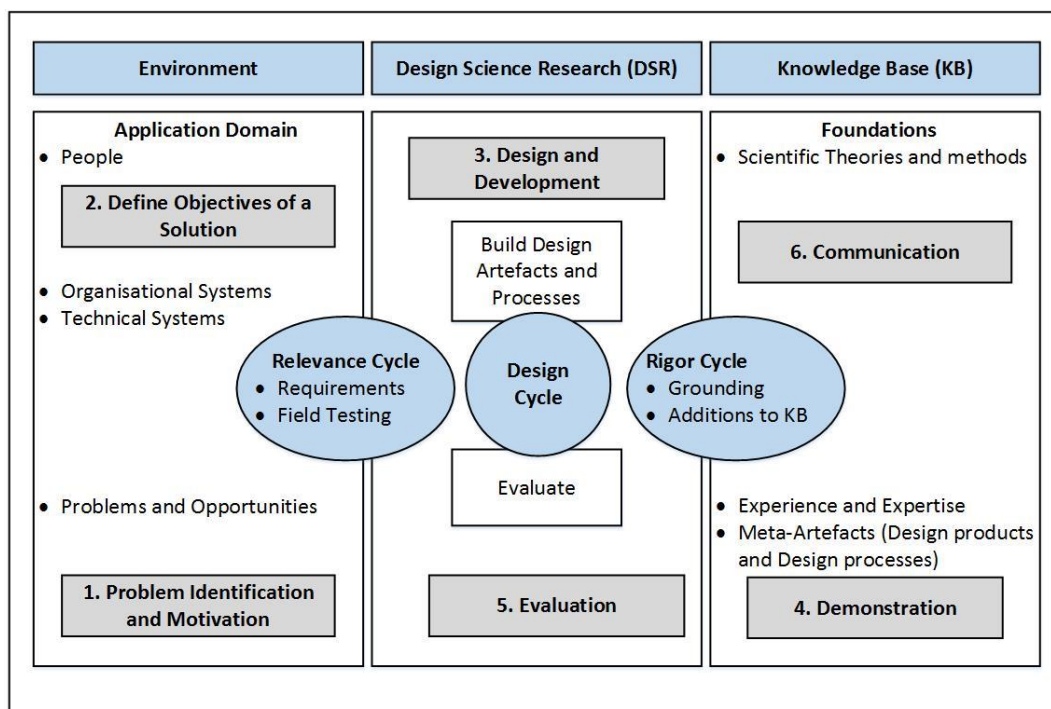 Environment
Design Science Research (DSR)
Knowledge Base (KB)
Application Domain
• People
2. Define Objectives of a
Solution
• Organisational Systems
• Technical Systems
Relevance Cycle
• Requirements
• Field Testing
• Problems and Opportunities
1. Problem Identification
and Motivation
3. Design and
Development
Build Design
Artefacts and
Processes
Design
Cycle
Evaluate
5. Evaluation
Foundations
• Scientific Theories and methods
6. Communication
Rigor Cycle
• Grounding
• Additions to KB
• Experience and Expertise
• Meta-Artefacts (Design products
and Design processes)
4. Demonstration